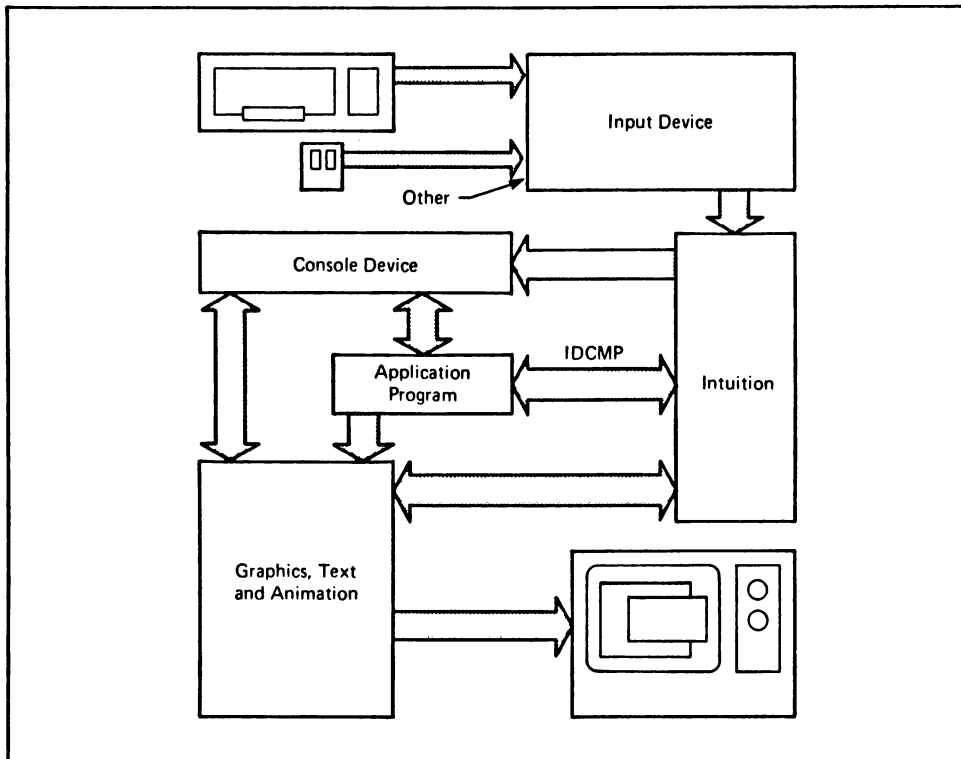 Input Device
Other
Console Device
IDCMP
Application
Program
Intuition
Graphics, Text
and Animation